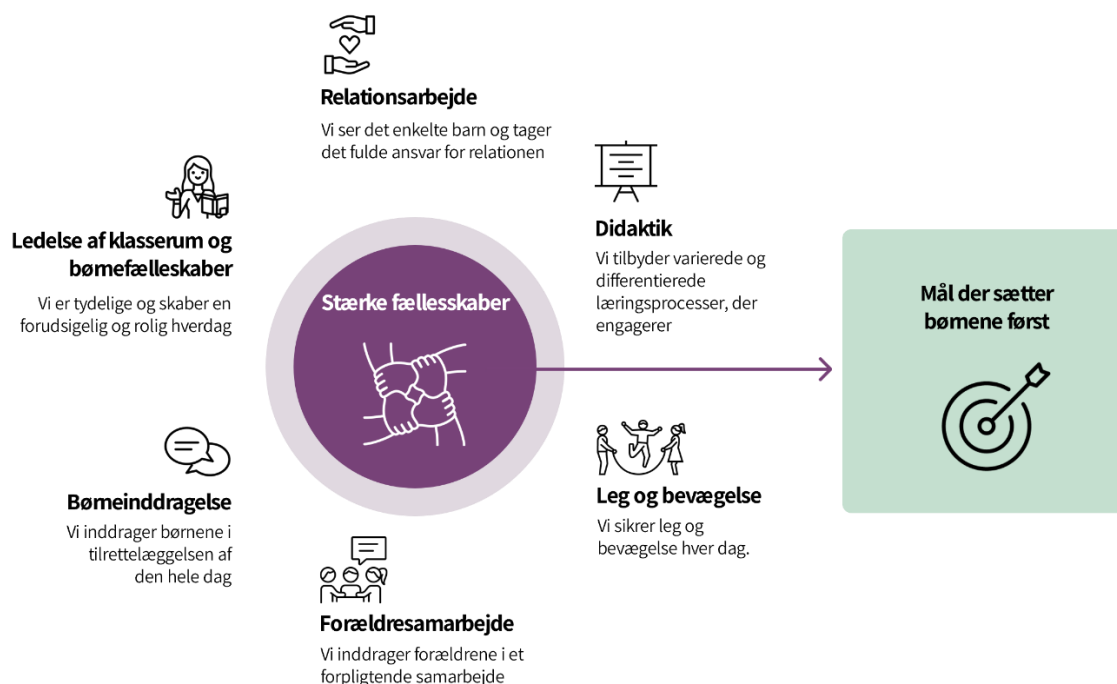 Relationsarbejde
Vi ser det enkelte barn og tager
det fulde ansvar for relationen
Didaktik
Vi tilbyder varierede og
differentierede
læringsprocesser, der
engagerer
Ledelse af klasserum og
børnefælleskaber
Vi er tydelige og skaber en
forudsigelig og rolig hverdag
Stærke fællesskaber
Mål der sætter
børnene først
Børneinddragelse
Vi inddrager børnene i
tilrettelæggelsen af
den hele dag
Leg og bevægelse
Vi sikrer leg og
bevægelse hver dag.
Forældresamarbejde
Vi inddrager forældrene i et
forpligtende samarbejde